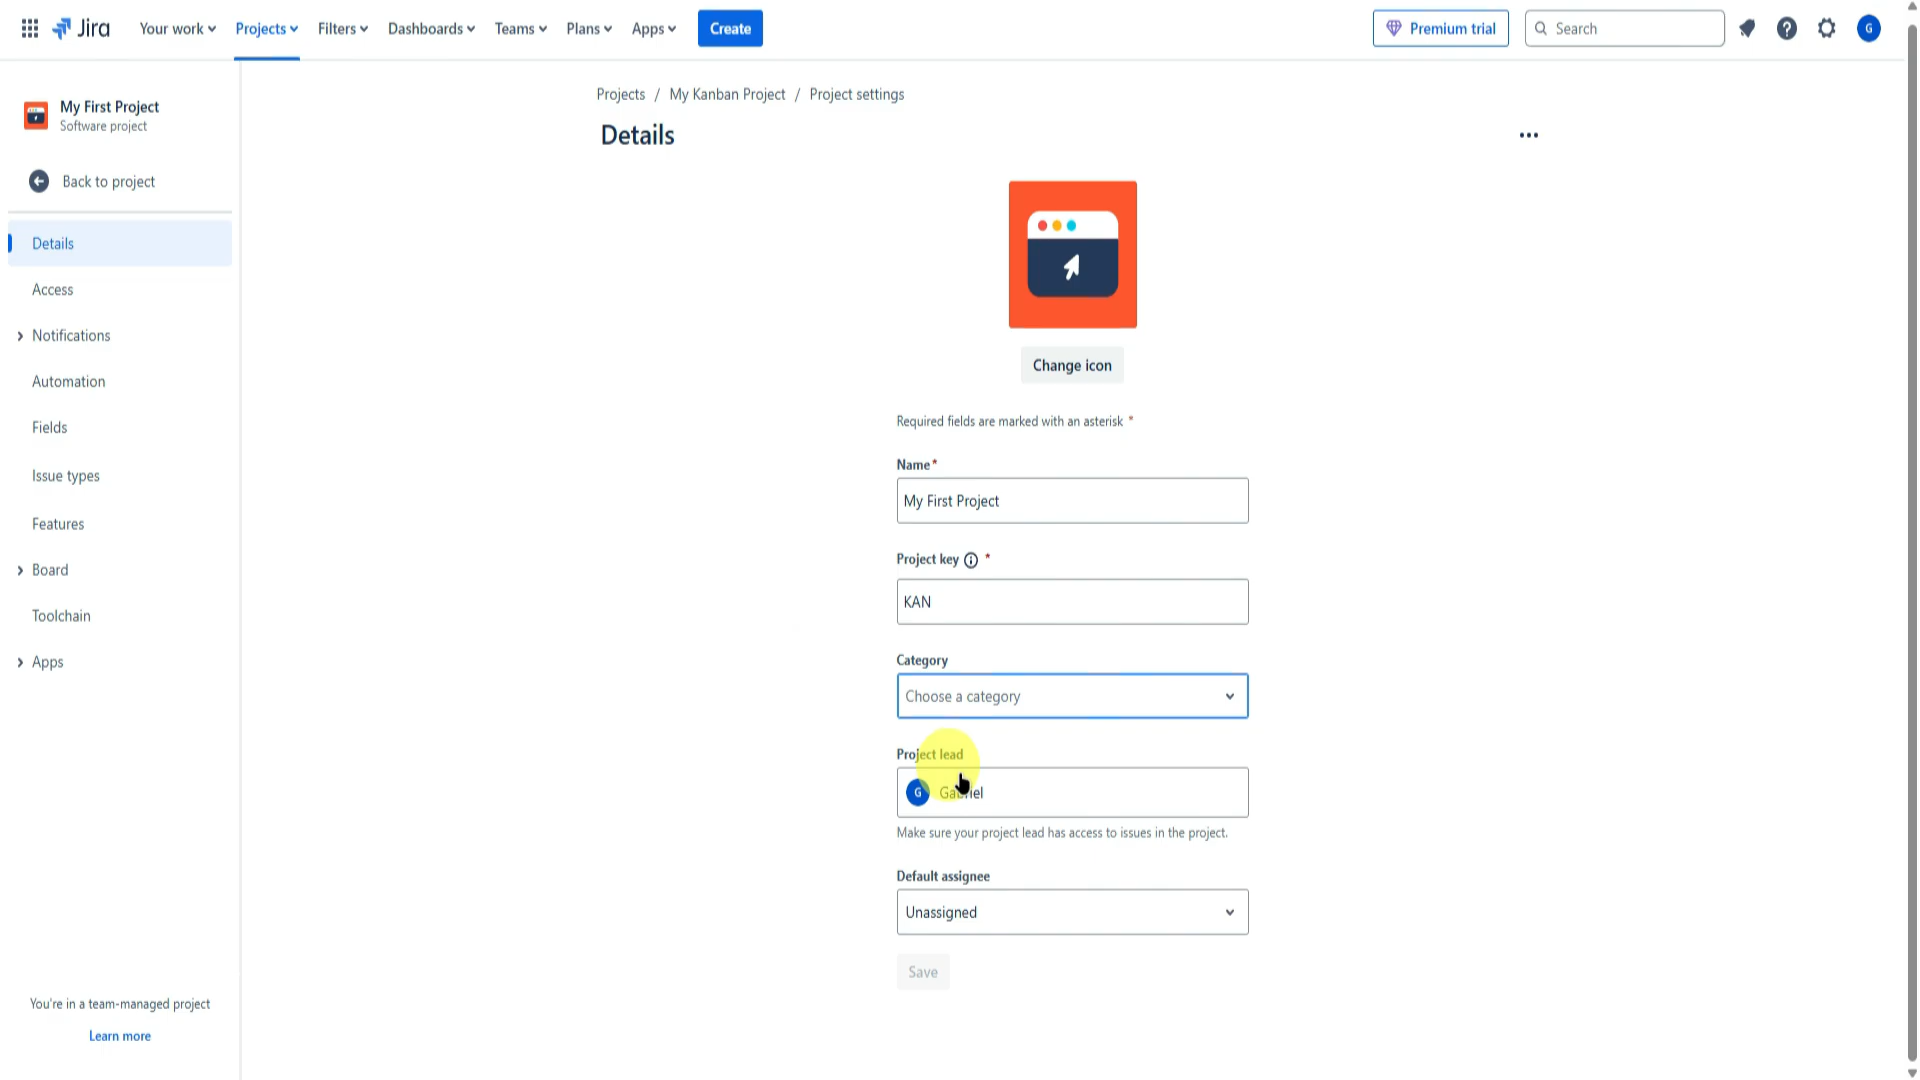 Jira
Your work
Projects
Filters
Dashboards
Teams
Plans
Apps
Create
Premium trial
Search
G
My First Project
Software project
Back to project
Details
Access
Notifications
Automation
Fields
Issue types
Features
Board
Toolchain
Apps
You're in a team-managed project
Learn more
Projects / My Kanban Project / Project settings
Details
Change icon
Required fields are marked with an asterisk *
Name *
My First Project
Project key *
KAN
Category
Choose a category
Project lead
G
Make sure your project lead has access to issues in the project.
Default assignee
Unassigned
Save